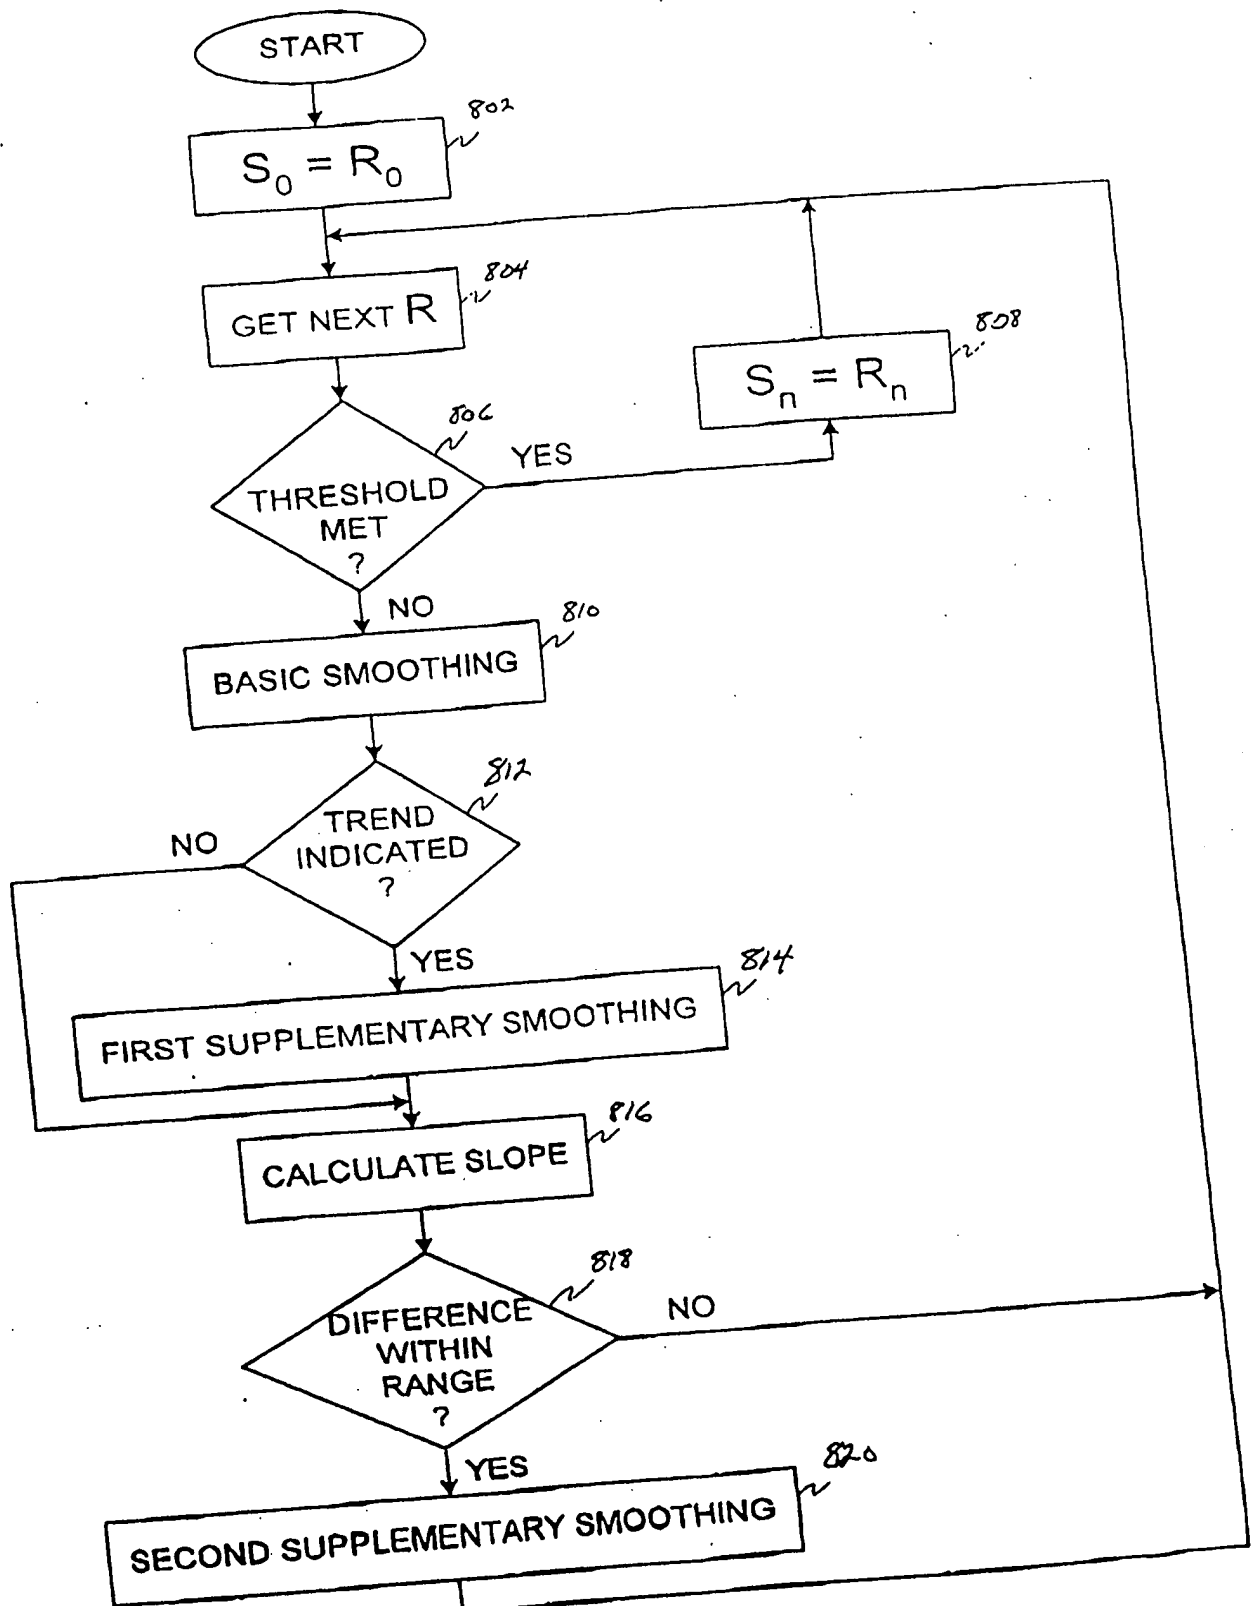 START
802
S₀ = R₀
804
GET NEXT R
808
Sₙ = Rₙ
806
YES
THRESHOLD
MET
?
NO
810
BASIC SMOOTHING
812
TREND
INDICATED
?
NO
YES
814
FIRST SUPPLEMENTARY SMOOTHING
816
CALCULATE SLOPE
818
DIFFERENCE
WITHIN
RANGE
?
NO
YES
820
SECOND SUPPLEMENTARY SMOOTHING